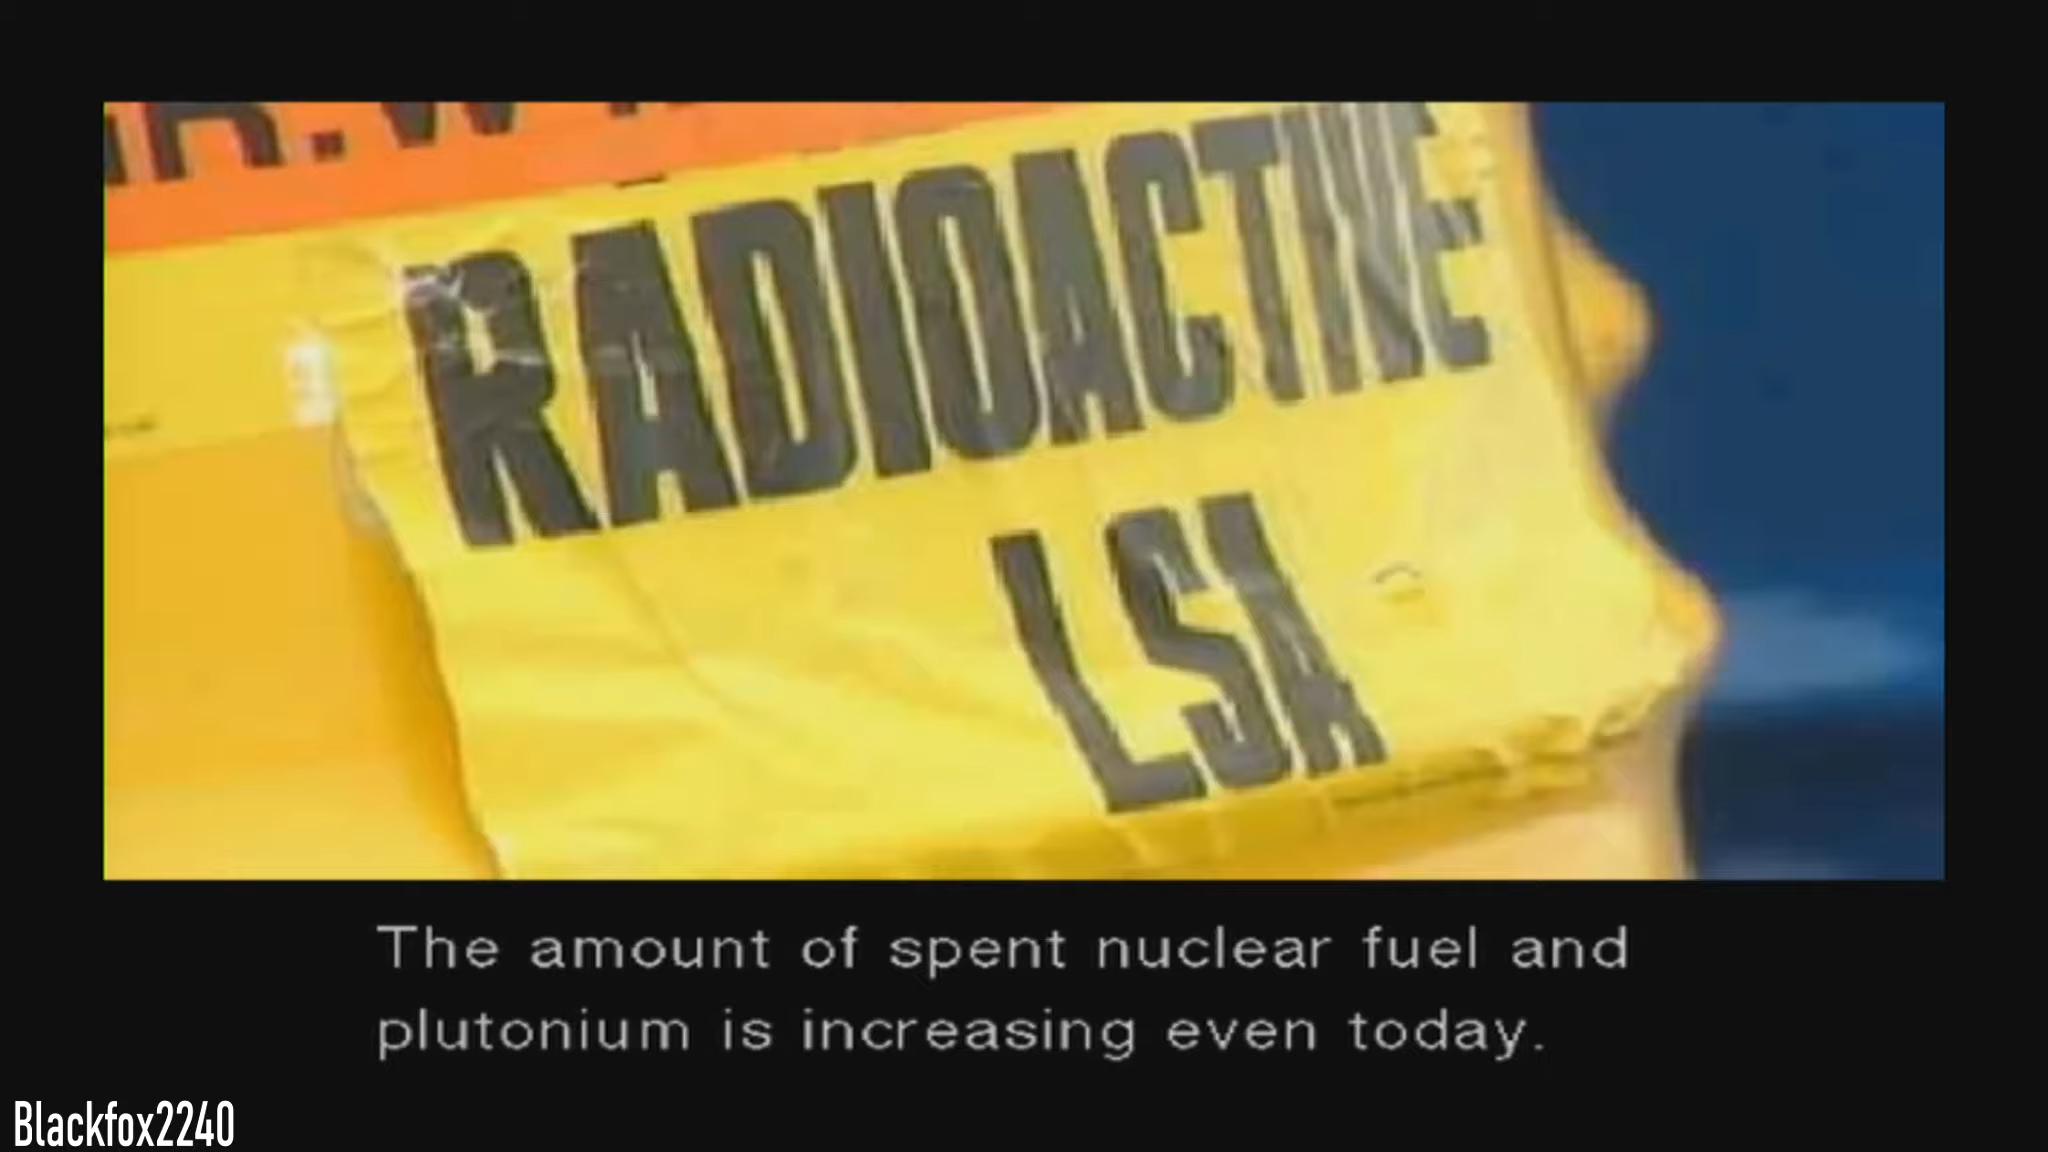 RADIOACTIVE
LSA
The amount of spent nuclear fuel and
plutonium is increasing even today.
Blackfox2240